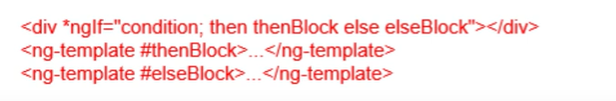 <div *ngIf="condition; then thenBlock else elseBlock"></div>
<ng-template #thenBlock>...</ng-template>
<ng-template #elseBlock>...</ng-template>